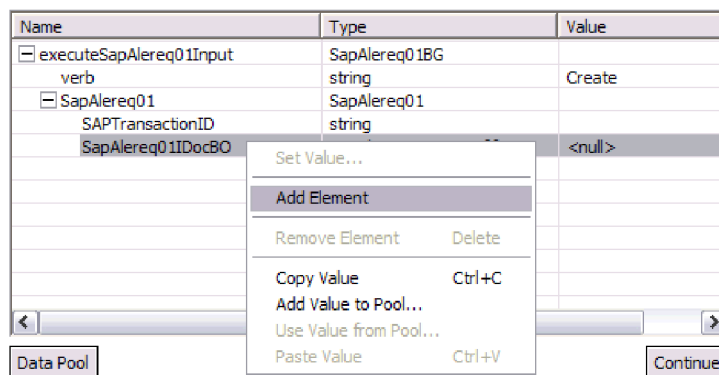 Name Type Value
executeSapAlereq01Input SapAlereq01BG
verb string Create
SapAlereq01 SapAlereq01
SAPTransactionID string
SapAlereq01IDocBO <null>
Set Value...
Add Element
Remove Element Delete
Copy Value Ctrl+C
Add Value to Pool...
Use Value from Pool...
Paste Value Ctrl+V
Data Pool Continue